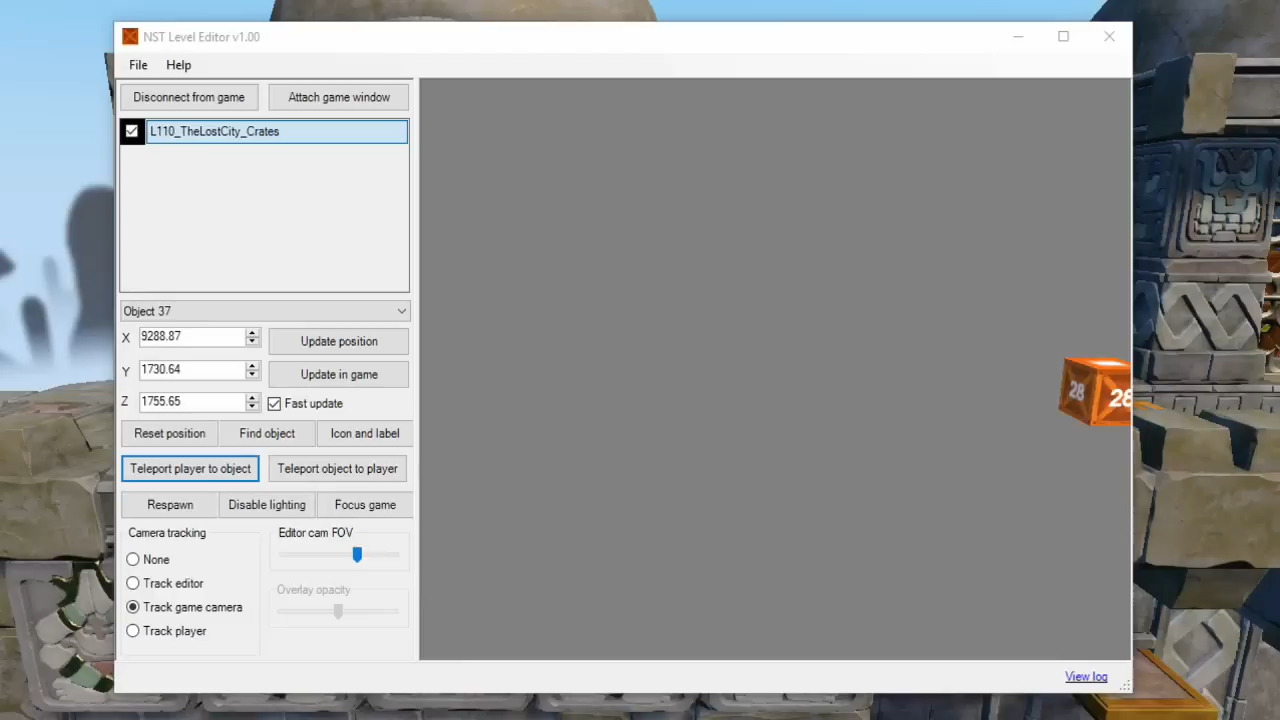 NST Level Editor v1.00
File Help
Disconnect from game Attach game window
L110_TheLostCity_Crates
Object 37
X 9288.87 Update position
Y 1730.64 Update in game
Z 1755.65 Fast update
Reset position Find object Icon and label
Teleport player to object Teleport object to player
Respawn Disable lighting Focus game
Camera tracking Editor cam FOV
None
Track editor Overlay opacity
Track game camera
Track player
28 28
View log